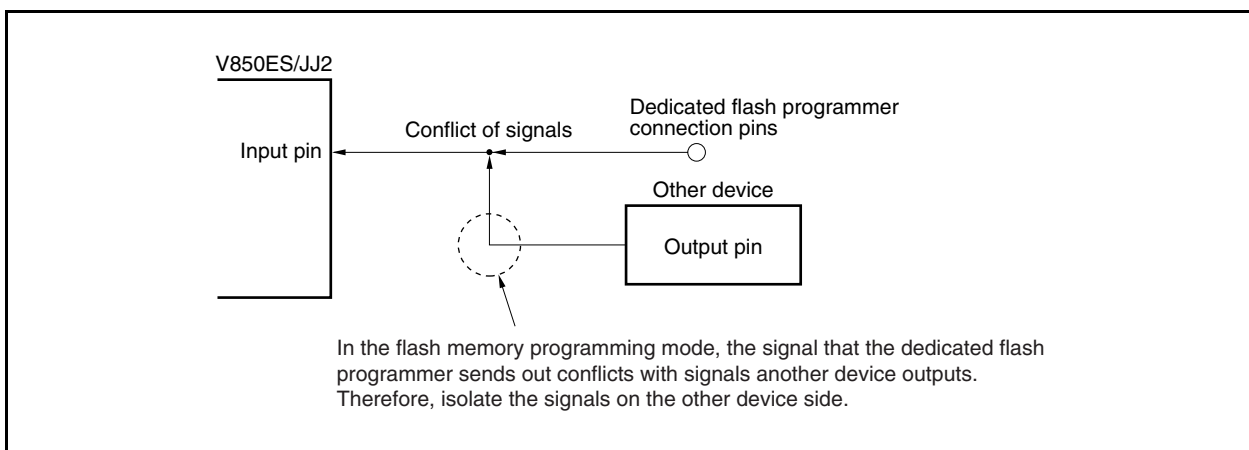 V850ES/JJ2
Dedicated flash programmer
connection pins
Conflict of signals
Input pin
Other device
Output pin
In the flash memory programming mode, the signal that the dedicated flash
programmer sends out conflicts with signals another device outputs.
Therefore, isolate the signals on the other device side.